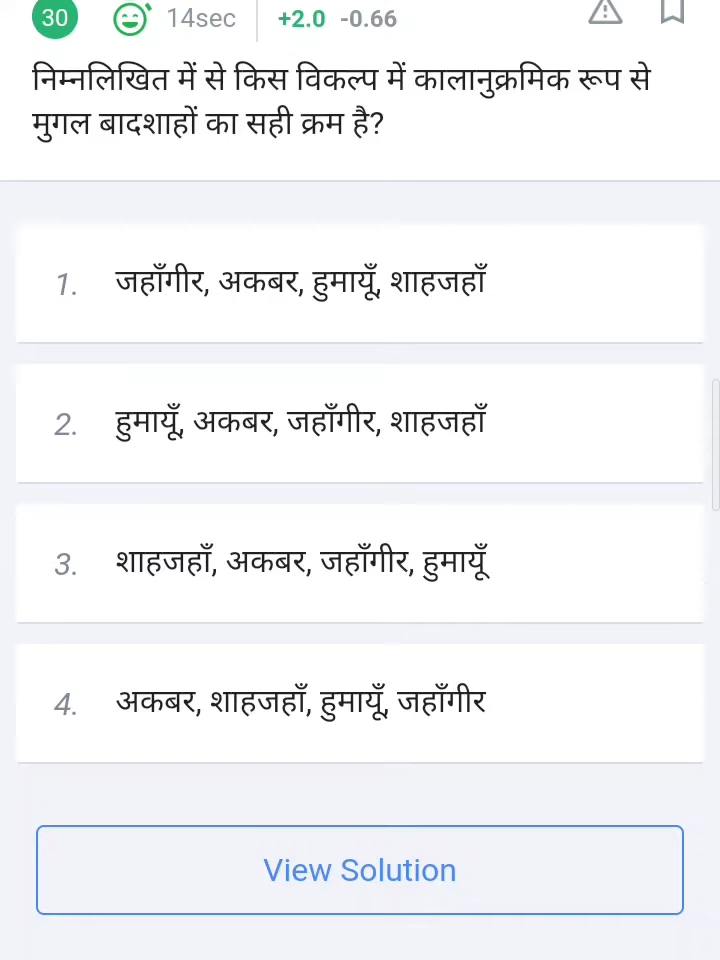 30 14sec +2.0 -0.66
निम्नलिखित में से किस विकल्प में कालानुक्रमिक रूप से
मुगल बादशाहों का सही क्रम है?
1. जहाँगीर, अकबर, हुमायूँ, शाहजहाँ
2. हुमायूँ, अकबर, जहाँगीर, शाहजहाँ
3. शाहजहाँ, अकबर, जहाँगीर, हुमायूँ
4. अकबर, शाहजहाँ, हुमायूँ, जहाँगीर
View Solution